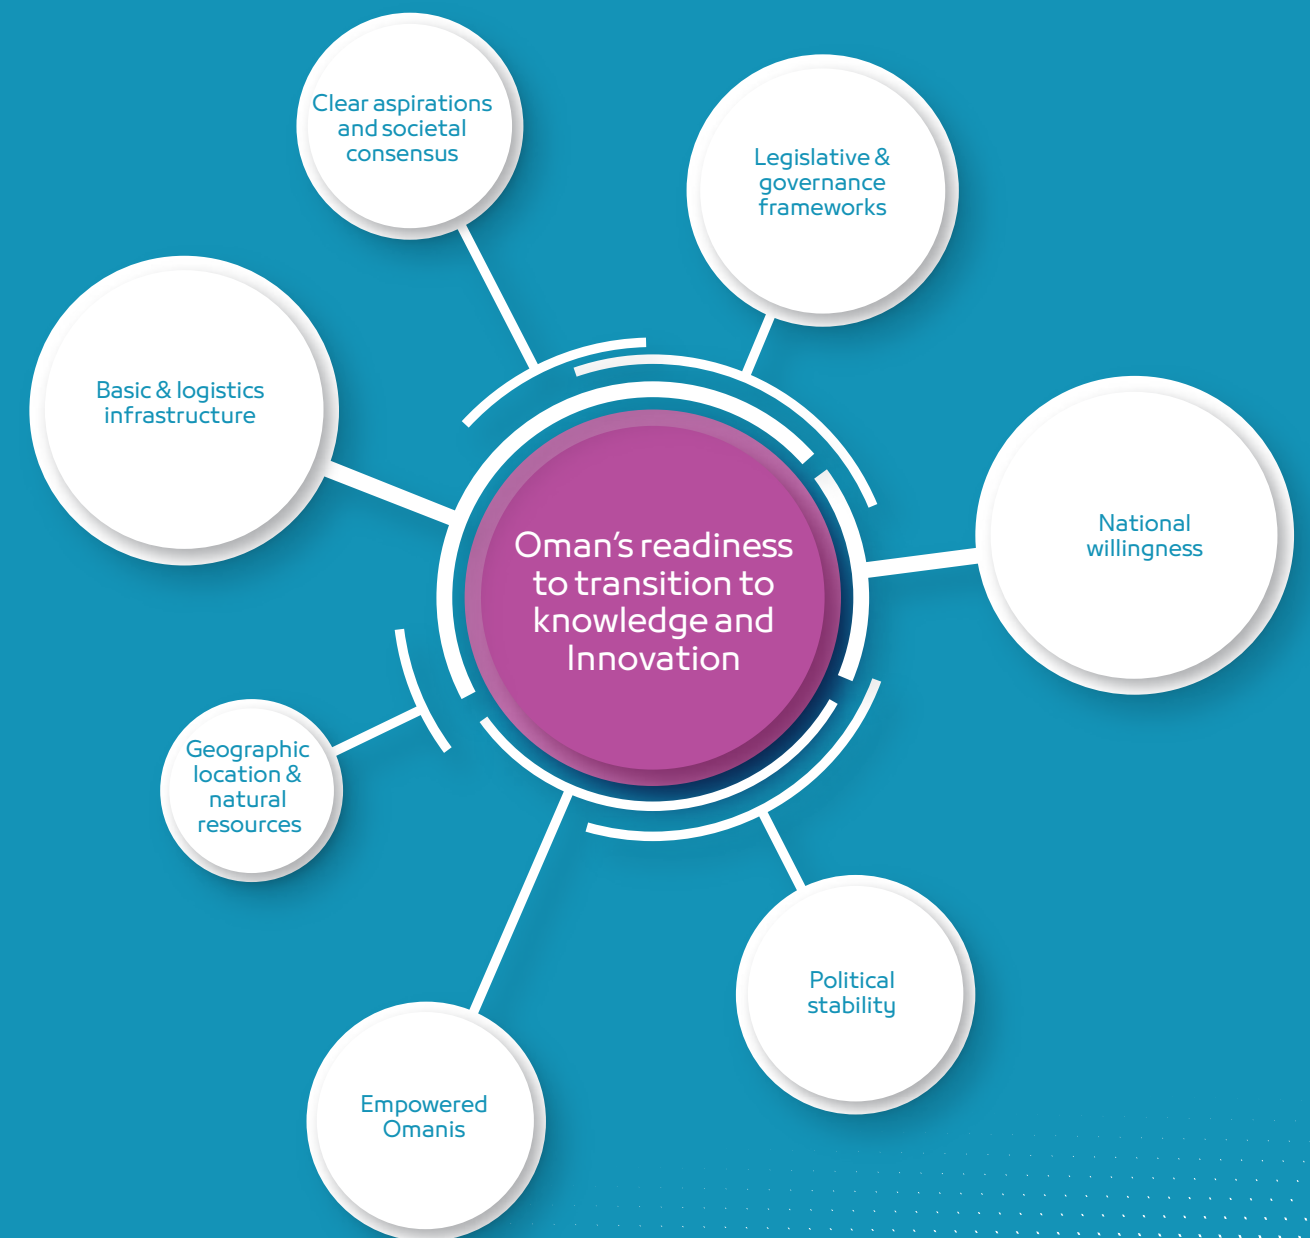 Clear aspirations
and societal
consensus
Legislative &
governance
frameworks
Basic & logistics
infrastructure
National
willingness
Oman's readiness
to transition to
knowledge and
Innovation
Geographic
location &
natural
resources
Political
stability
Empowered
Omanis